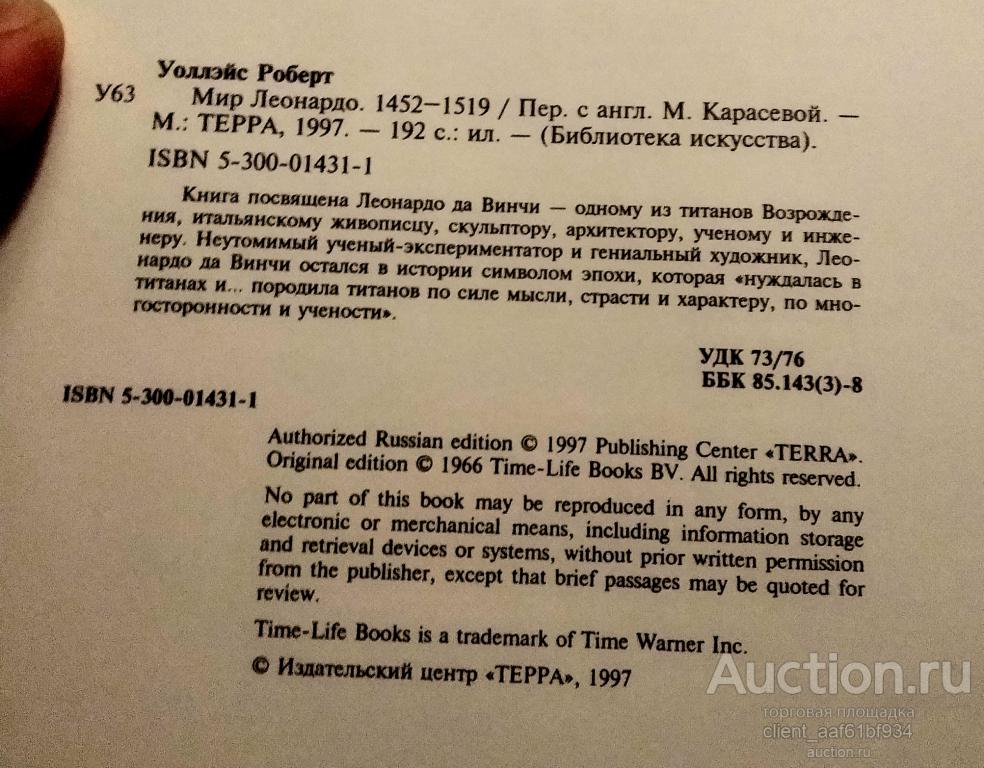 Уоллэйс Роберт
У63 Мир Леонардо. 1452—1519 / Пер. с англ. М. Карасевой. —
М.: ТЕРРА, 1997. — 192 с.: ил. — (Библиотека искусства).
ISBN 5-300-01431-1
Книга посвящена Леонардо да Винчи — одному из титанов Возрожде-
ния, итальянскому живописцу, скульптору, архитектору, ученому и инже-
неру. Неутомимый ученый-экспериментатор и гениальный художник, Лео-
нардо да Винчи остался в истории символом эпохи, которая «нуждалась в
титанах и... породила титанов по силе мысли, страсти и характеру, по мно-
госторонности и учености».
УДК 73/76
ББК 85.143(3)-8
ISBN 5-300-01431-1
Authorized Russian edition © 1997 Publishing Center «TERRA».
Original edition © 1966 Time-Life Books BV. All rights reserved.
No part of this book may be reproduced in any form, by any
electronic or merchanical means, including information storage
and retrieval devices or systems, without prior written permission
from the publisher, except that brief passages may be quoted for
review.
Time-Life Books is a trademark of Time Warner Inc.
© Издательский центр «ТЕРРА», 1997
Auction.ru
торговая площадка
client_aaf61bf934
auction.ru